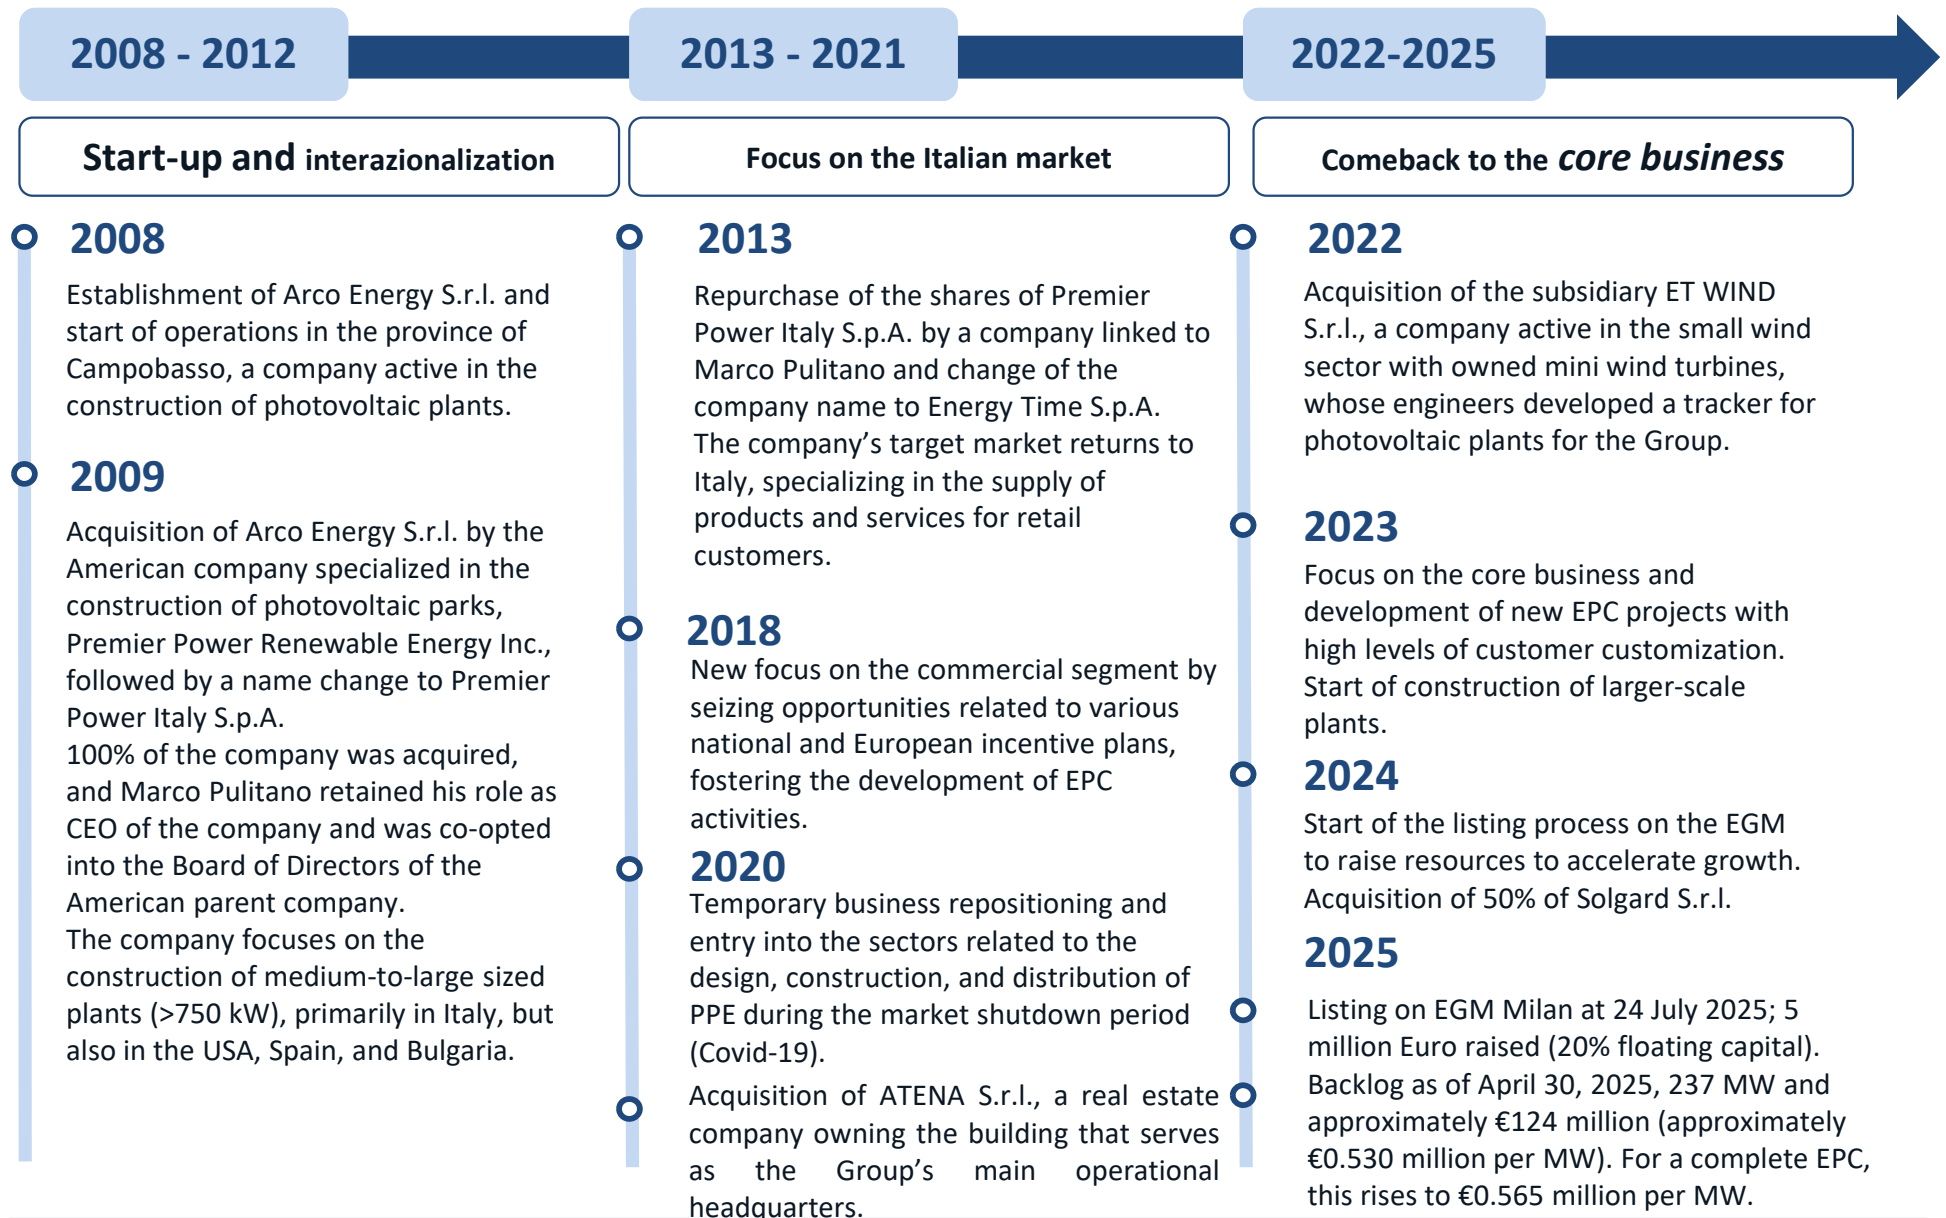 2008 - 2012
2013 - 2021
2022-2025
Start-up and interazionalization
Focus on the Italian market
Comeback to the core business
2008
Establishment of Arco Energy S.r.l. and
start of operations in the province of
Campobasso, a company active in the
construction of photovoltaic plants.
2009
Acquisition of Arco Energy S.r.l. by the
American company specialized in the
construction of photovoltaic parks,
Premier Power Renewable Energy Inc.,
followed by a name change to Premier
Power Italy S.p.A.
100% of the company was acquired,
and Marco Pulitano retained his role as
CEO of the company and was co-opted
into the Board of Directors of the
American parent company.
The company focuses on the
construction of medium-to-large sized
plants (>750 kW), primarily in Italy, but
also in the USA, Spain, and Bulgaria.
2013
Repurchase of the shares of Premier
Power Italy S.p.A. by a company linked to
Marco Pulitano and change of the
company name to Energy Time S.p.A.
The company’s target market returns to
Italy, specializing in the supply of
products and services for retail
customers.
2018
New focus on the commercial segment by
seizing opportunities related to various
national and European incentive plans,
fostering the development of EPC
activities.
2020
Temporary business repositioning and
entry into the sectors related to the
design, construction, and distribution of
PPE during the market shutdown period
(Covid-19).
Acquisition of ATENA S.r.l., a real estate
company owning the building that serves
as the Group’s main operational
headquarters.
2022
Acquisition of the subsidiary ET WIND
S.r.l., a company active in the small wind
sector with owned mini wind turbines,
whose engineers developed a tracker for
photovoltaic plants for the Group.
2023
Focus on the core business and
development of new EPC projects with
high levels of customer customization.
Start of construction of larger-scale
plants.
2024
Start of the listing process on the EGM
to raise resources to accelerate growth.
Acquisition of 50% of Solgard S.r.l.
2025
Listing on EGM Milan at 24 July 2025; 5
million Euro raised (20% floating capital).
Backlog as of April 30, 2025, 237 MW and
approximately €124 million (approximately
€0.530 million per MW). For a complete EPC,
this rises to €0.565 million per MW.